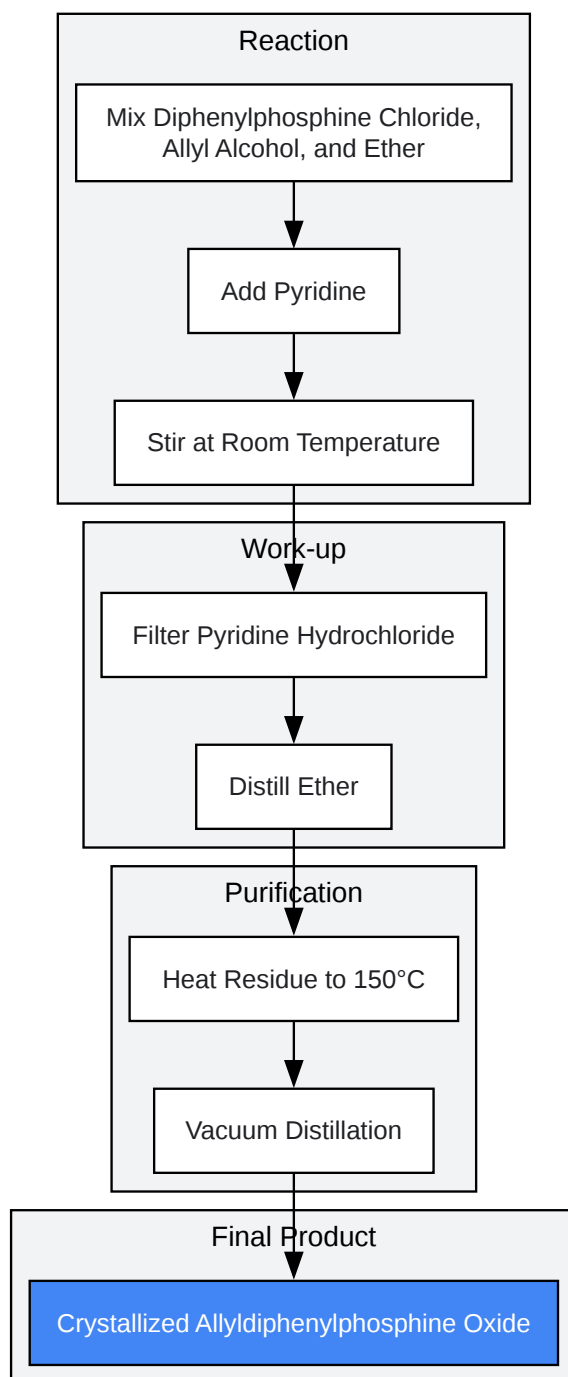 Reaction
Mix Diphenylphosphine Chloride,
Allyl Alcohol, and Ether
Add Pyridine
Stir at Room Temperature
Work-up
Filter Pyridine Hydrochloride
Distill Ether
Purification
Heat Residue to 150°C
Vacuum Distillation
Final Product
Crystallized Allyldiphenylphosphine Oxide